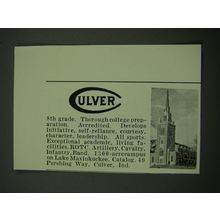 CULVER
8th grade. Thorough college prep-
aration. Accredited. Develops
initiative, self-reliance, courtesy,
character, leadership. All sports.
Exceptional academic, living fa-
cilities. ROTC. Artillery, Cavalry,
Infantry, Band. 1300-acre campus
on Lake Maxinkuckee. Catalog. 49
Pershing Way, Culver, Ind.